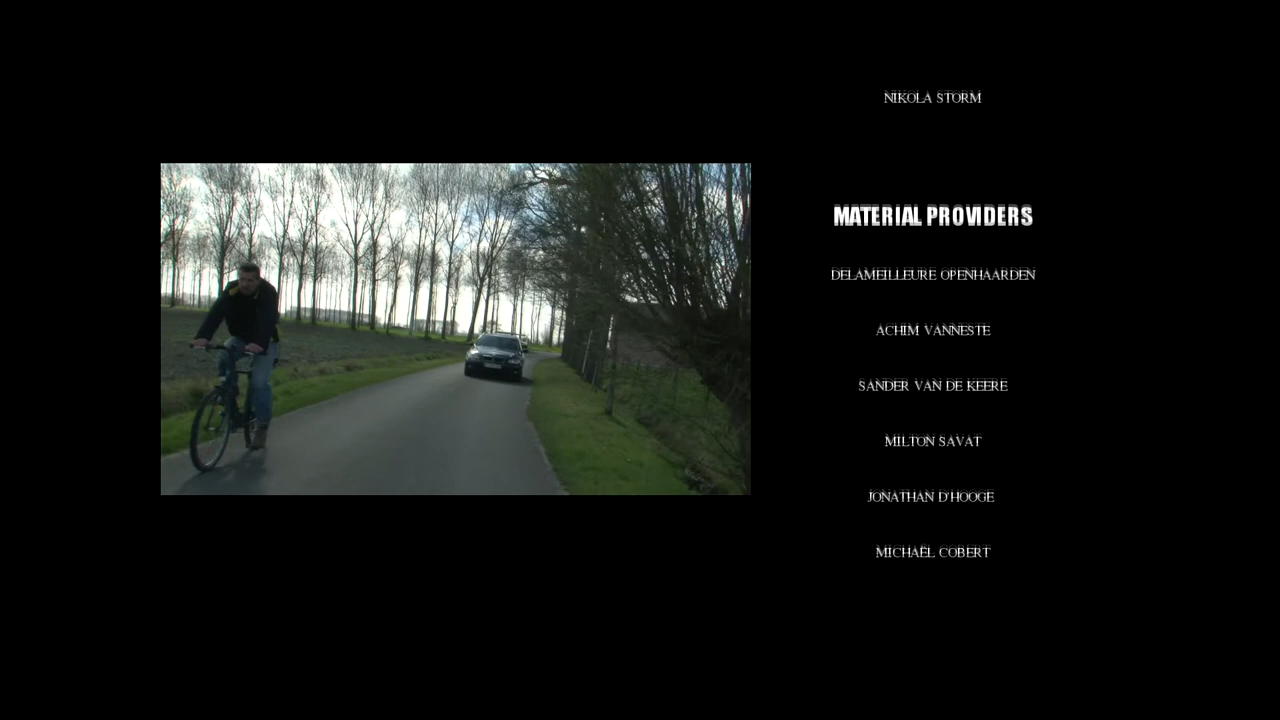 NIKOLA STORM
MATERIAL PROVIDERS
DELAMEILLEURE OPENHAARDEN
ACHIM VANNESTE
SANDER VAN DE KEERE
MILTON SAVAT
JONATHAN D'HOOGE
MICHAËL COBERT